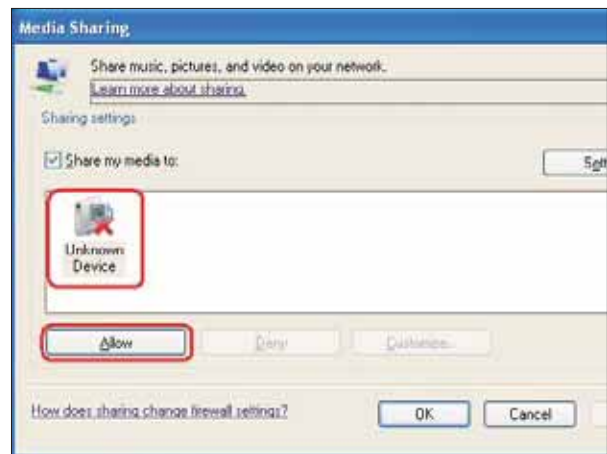 Media Sharing
Share music, pictures, and video on your network.
Learn more about sharing.
Sharing settings
Share my media to:
Sett
Unknown
Device
Allow
Deny
Customize...
How does sharing change firewall settings?
OK
Cancel